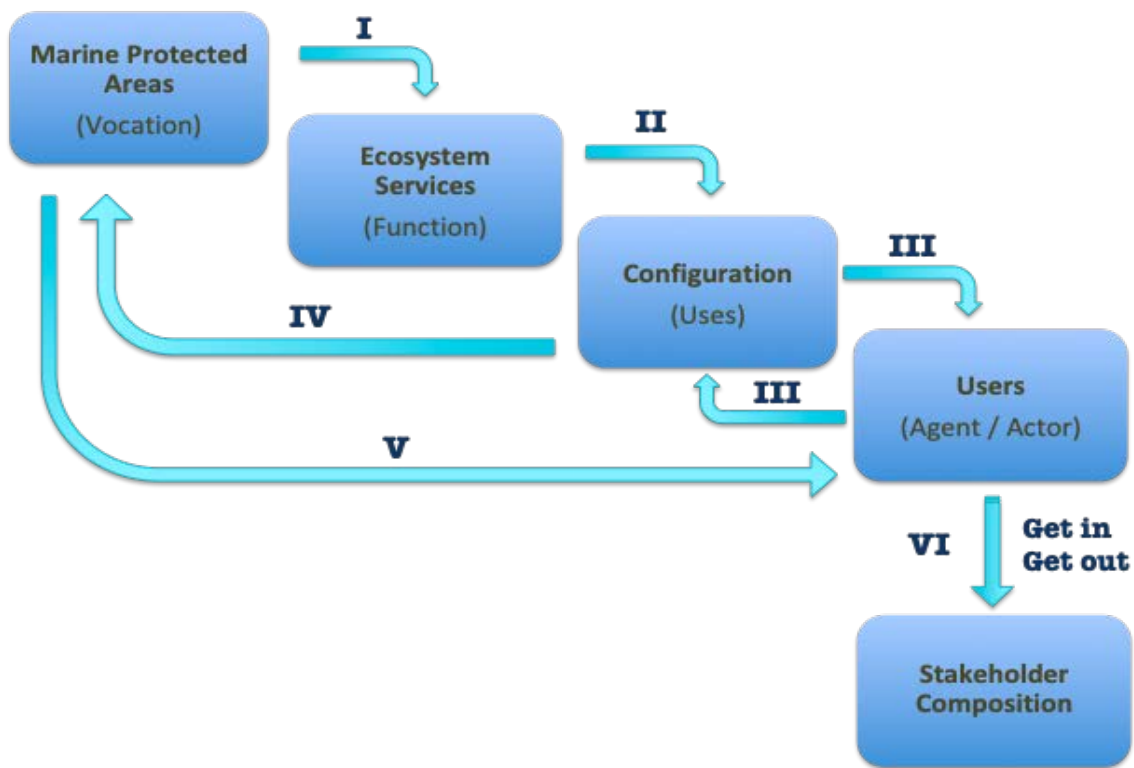 I
Marine Protected
Areas
(Vocation)
II
Ecosystem
Services
(Function)
III
Configuration
(Uses)
IV
III
Users
(Agent / Actor)
V
VI
Get in
Get out
Stakeholder
Composition